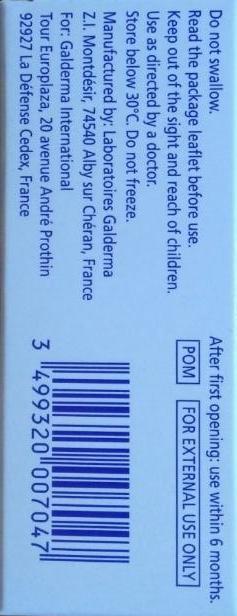 Do not swallow.
Read the package leaflet before use.
Keep out of the sight and reach of children.
Use as directed by a doctor.
Store below 30°C. Do not freeze.
Manufactured by: Laboratoires Galderma
Z.I. Montdésir, 74540 Alby sur Chéran, France
For: Galderma International
Tour Europlaza, 20 avenue André Prothin
92927 La Défense Cedex, France
After first opening: use within 6 months.
POM
FOR EXTERNAL USE ONLY
3 499320 007047